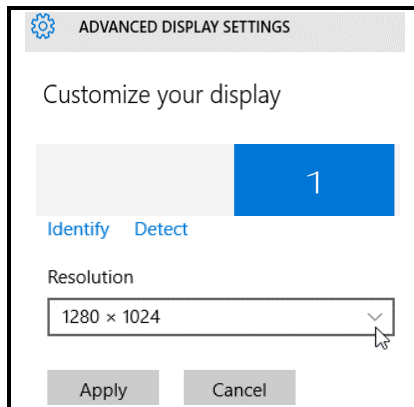 ADVANCED DISPLAY SETTINGS
Customize your display
1
Identify Detect
Resolution
1280 × 1024
Apply Cancel